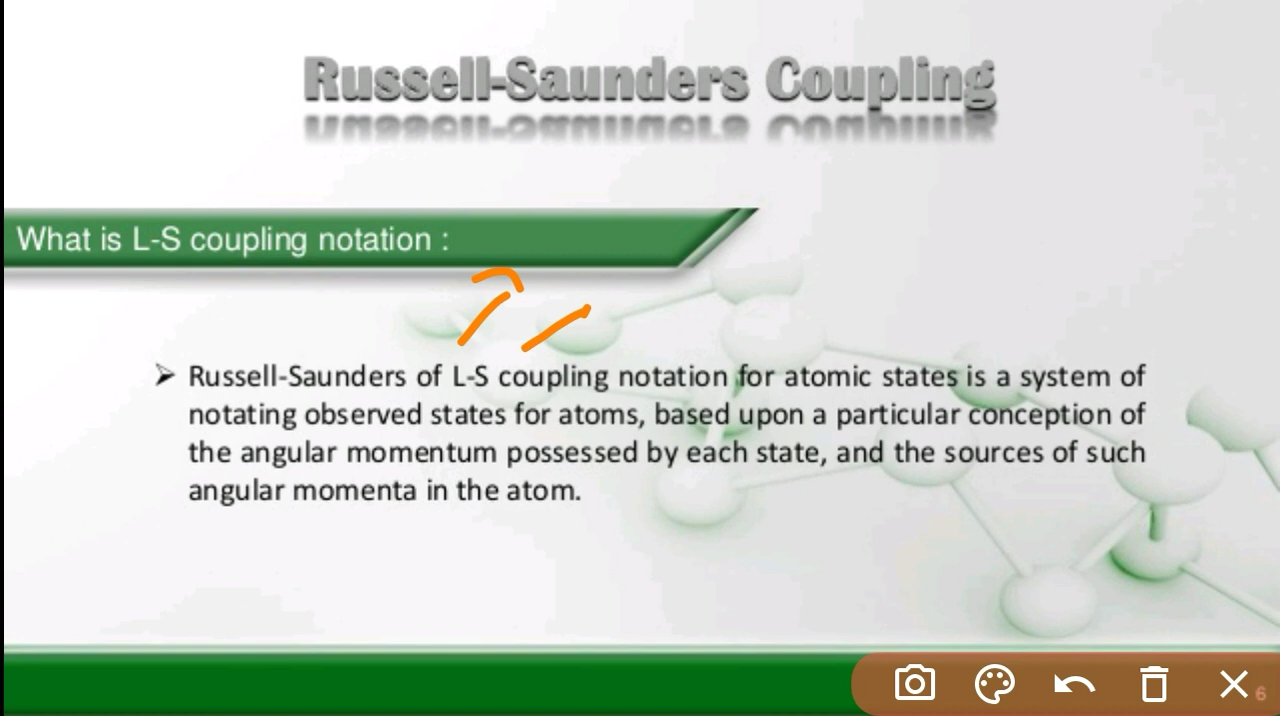 Russell-Saunders Coupling
What is L-S coupling notation :
➤ Russell-Saunders of L-S coupling notation for atomic states is a system of
notating observed states for atoms, based upon a particular conception of
the angular momentum possessed by each state, and the sources of such
angular momenta in the atom.
6